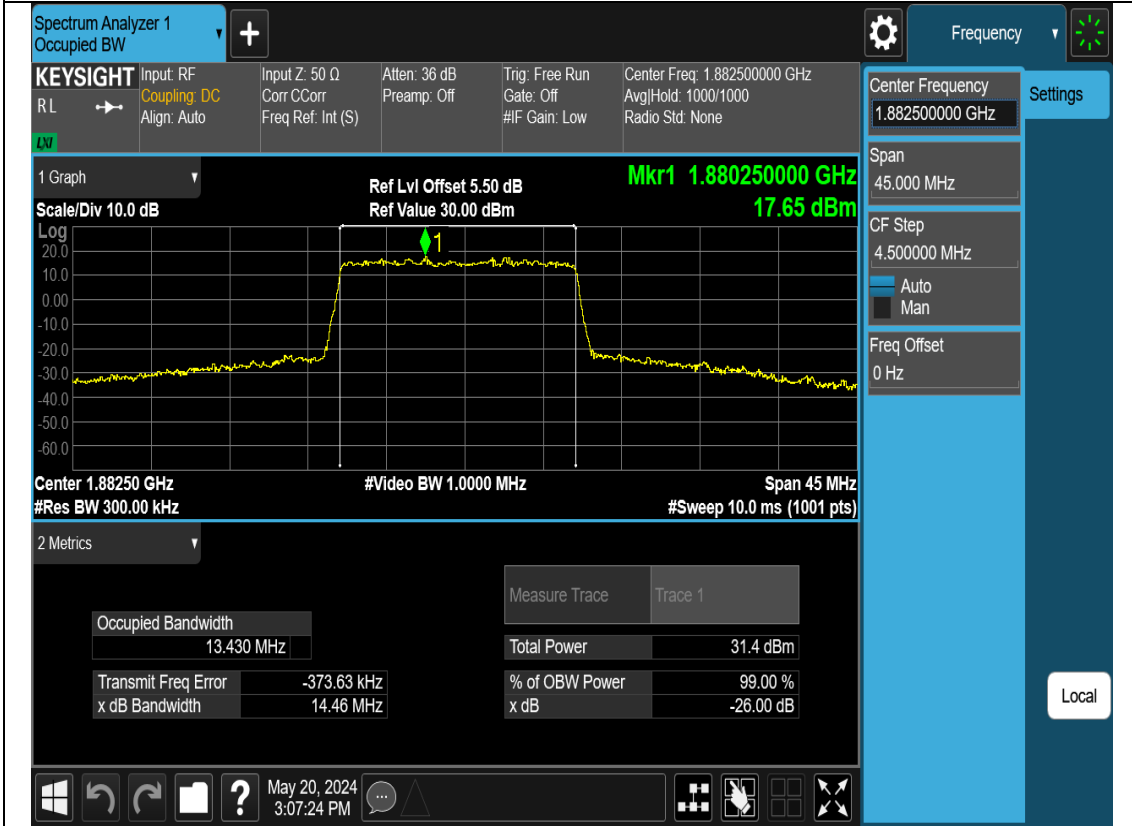 Spectrum Analyzer 1
Occupied BW
+
Frequency
KEYSIGHT
R L
LXI
Input: RF
Coupling: DC
Align: Auto
Input Z: 50 Ω
Corr CCorr
Freq Ref: Int (S)
Atten: 36 dB
Preamp: Off
Trig: Free Run
Gate: Off
#IF Gain: Low
Center Freq: 1.882500000 GHz
Avg|Hold: 1000/1000
Radio Std: None
Center Frequency
1.882500000 GHz
Settings
Span
45.000 MHz
CF Step
4.500000 MHz
Auto
Man
Freq Offset
0 Hz
Local
1 Graph
Scale/Div 10.0 dB
Ref Lvl Offset 5.50 dB
Ref Value 30.00 dBm
Mkr1 1.880250000 GHz
17.65 dBm
Log
1
20.0
10.0
0.00
-10.0
-20.0
-30.0
-40.0
-50.0
-60.0
Center 1.88250 GHz
#Video BW 1.0000 MHz
Span 45 MHz
#Res BW 300.00 kHz
#Sweep 10.0 ms (1001 pts)
2 Metrics
Measure Trace Trace 1
Occupied Bandwidth
13.430 MHz
Total Power 31.4 dBm
Transmit Freq Error -373.63 kHz
% of OBW Power 99.00 %
x dB Bandwidth 14.46 MHz
x dB -26.00 dB
?
May 20, 2024
3:07:24 PM